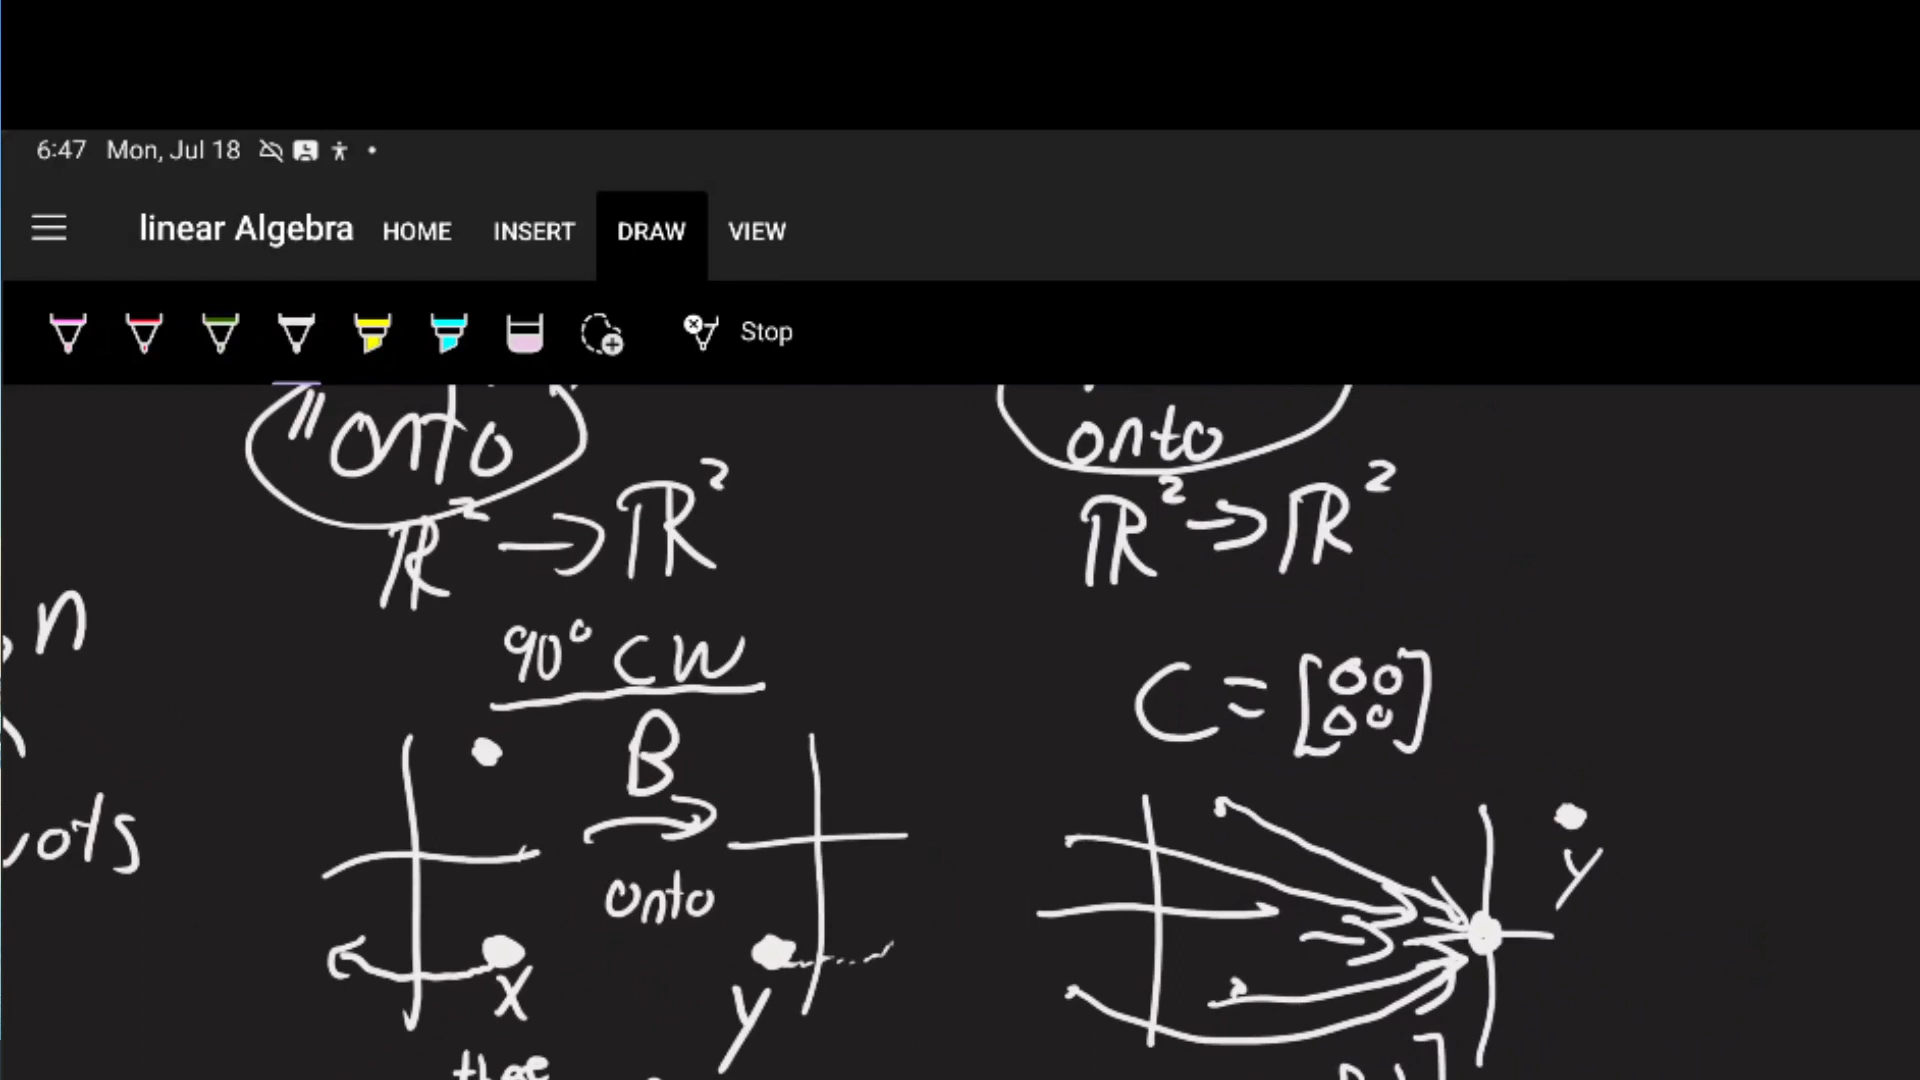 6:47 Mon, Jul 18
linear Algebra HOME INSERT DRAW VIEW
Stop
"onto
onto
ℝ² → ℝ²
ℝ² → ℝ²
n
90° CW
C = [0 0
0 0]
B
y
ots
onto
x
y